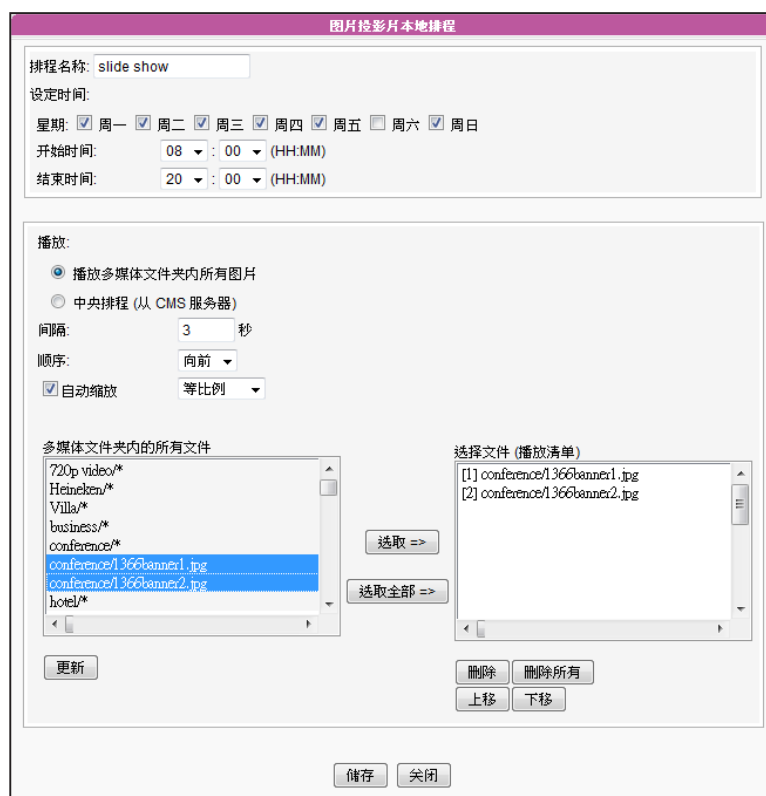 图片投影片本地排程
排程名称: slide show
设定时间:
星期: 周一 周二 周三 周四 周五 周六 周日
开始时间: 08 : 00 (HH:MM)
结束时间: 20 : 00 (HH:MM)
播放:
播放多媒体文件夹内所有图片
中央排程 (从 CMS 服务器)
间隔: 3 秒
顺序: 向前
自动缩放 等比例
多媒体文件夹内的所有文件
720p video/*
Heineken/*
Villa/*
business/*
conference/*
conference/1366banner1.jpg
conference/1366banner2.jpg
hotel/*
更新
选取 =>
选取全部 =>
选择文件 (播放清单)
[1] conference/1366banner1.jpg
[2] conference/1366banner2.jpg
删除 删除所有
上移 下移
储存 关闭